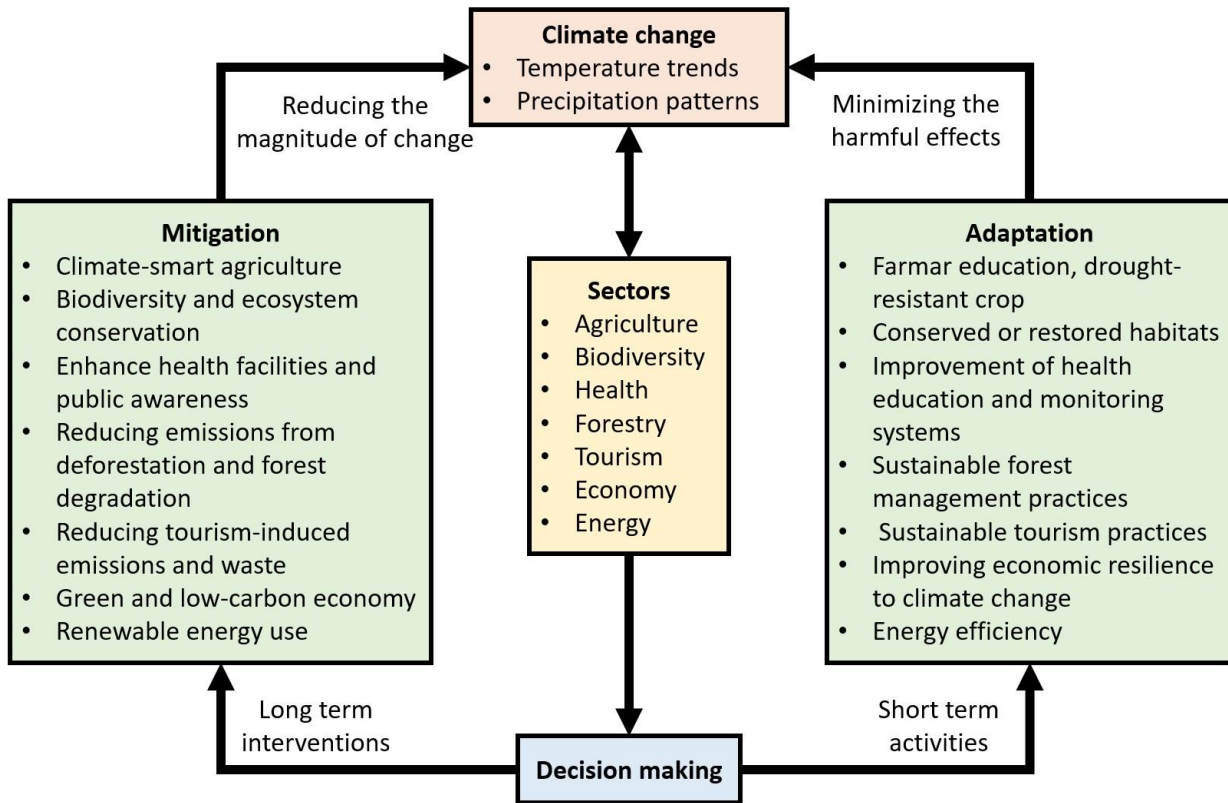 Climate change
• Temperature trends
• Precipitation patterns
Reducing the
magnitude of change
Minimizing the
harmful effects
Mitigation
• Climate-smart agriculture
• Biodiversity and ecosystem
conservation
• Enhance health facilities and
public awareness
• Reducing emissions from
deforestation and forest
degradation
• Reducing tourism-induced
emissions and waste
• Green and low-carbon economy
• Renewable energy use
Sectors
• Agriculture
• Biodiversity
• Health
• Forestry
• Tourism
• Economy
• Energy
Adaptation
• Farmar education, drought-
resistant crop
• Conserved or restored habitats
• Improvement of health
education and monitoring
systems
• Sustainable forest
management practices
• Sustainable tourism practices
• Improving economic resilience
to climate change
• Energy efficiency
Long term
interventions
Short term
activities
Decision making